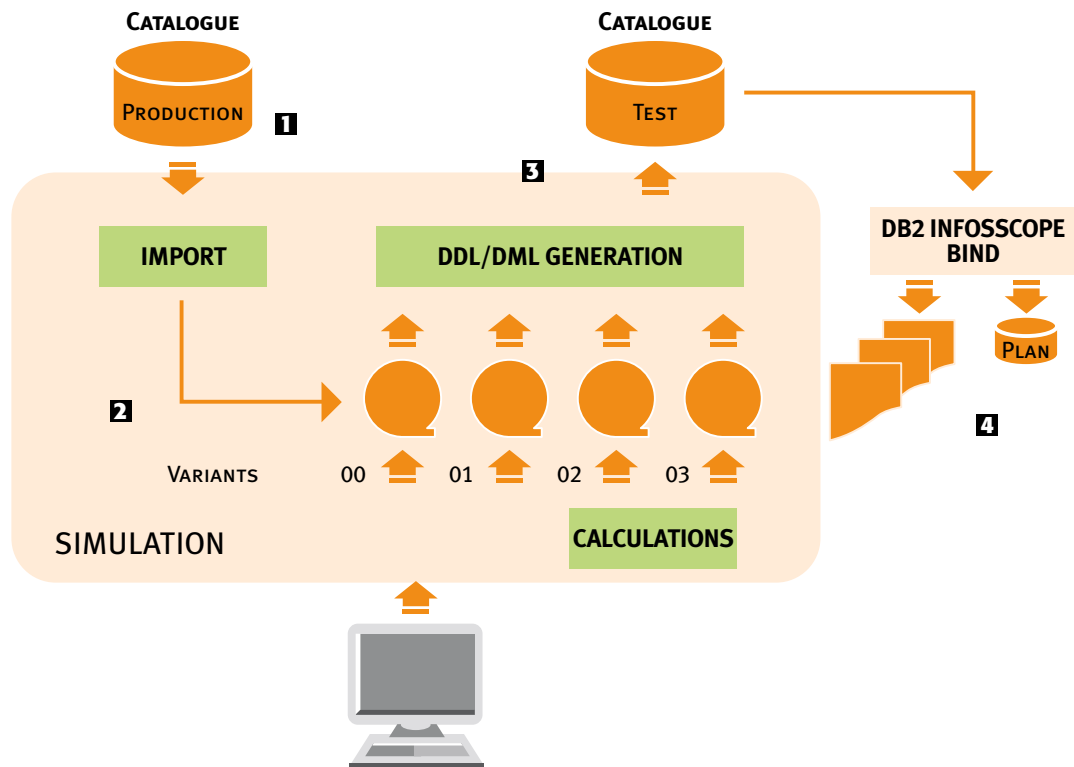 CATALOGUE
PRODUCTION
1
CATALOGUE
TEST
3
IMPORT
DDL/DML GENERATION
DB2 INFOSSCOPE
BIND
PLAN
2
4
VARIANTS 00 01 02 03
SIMULATION
CALCULATIONS